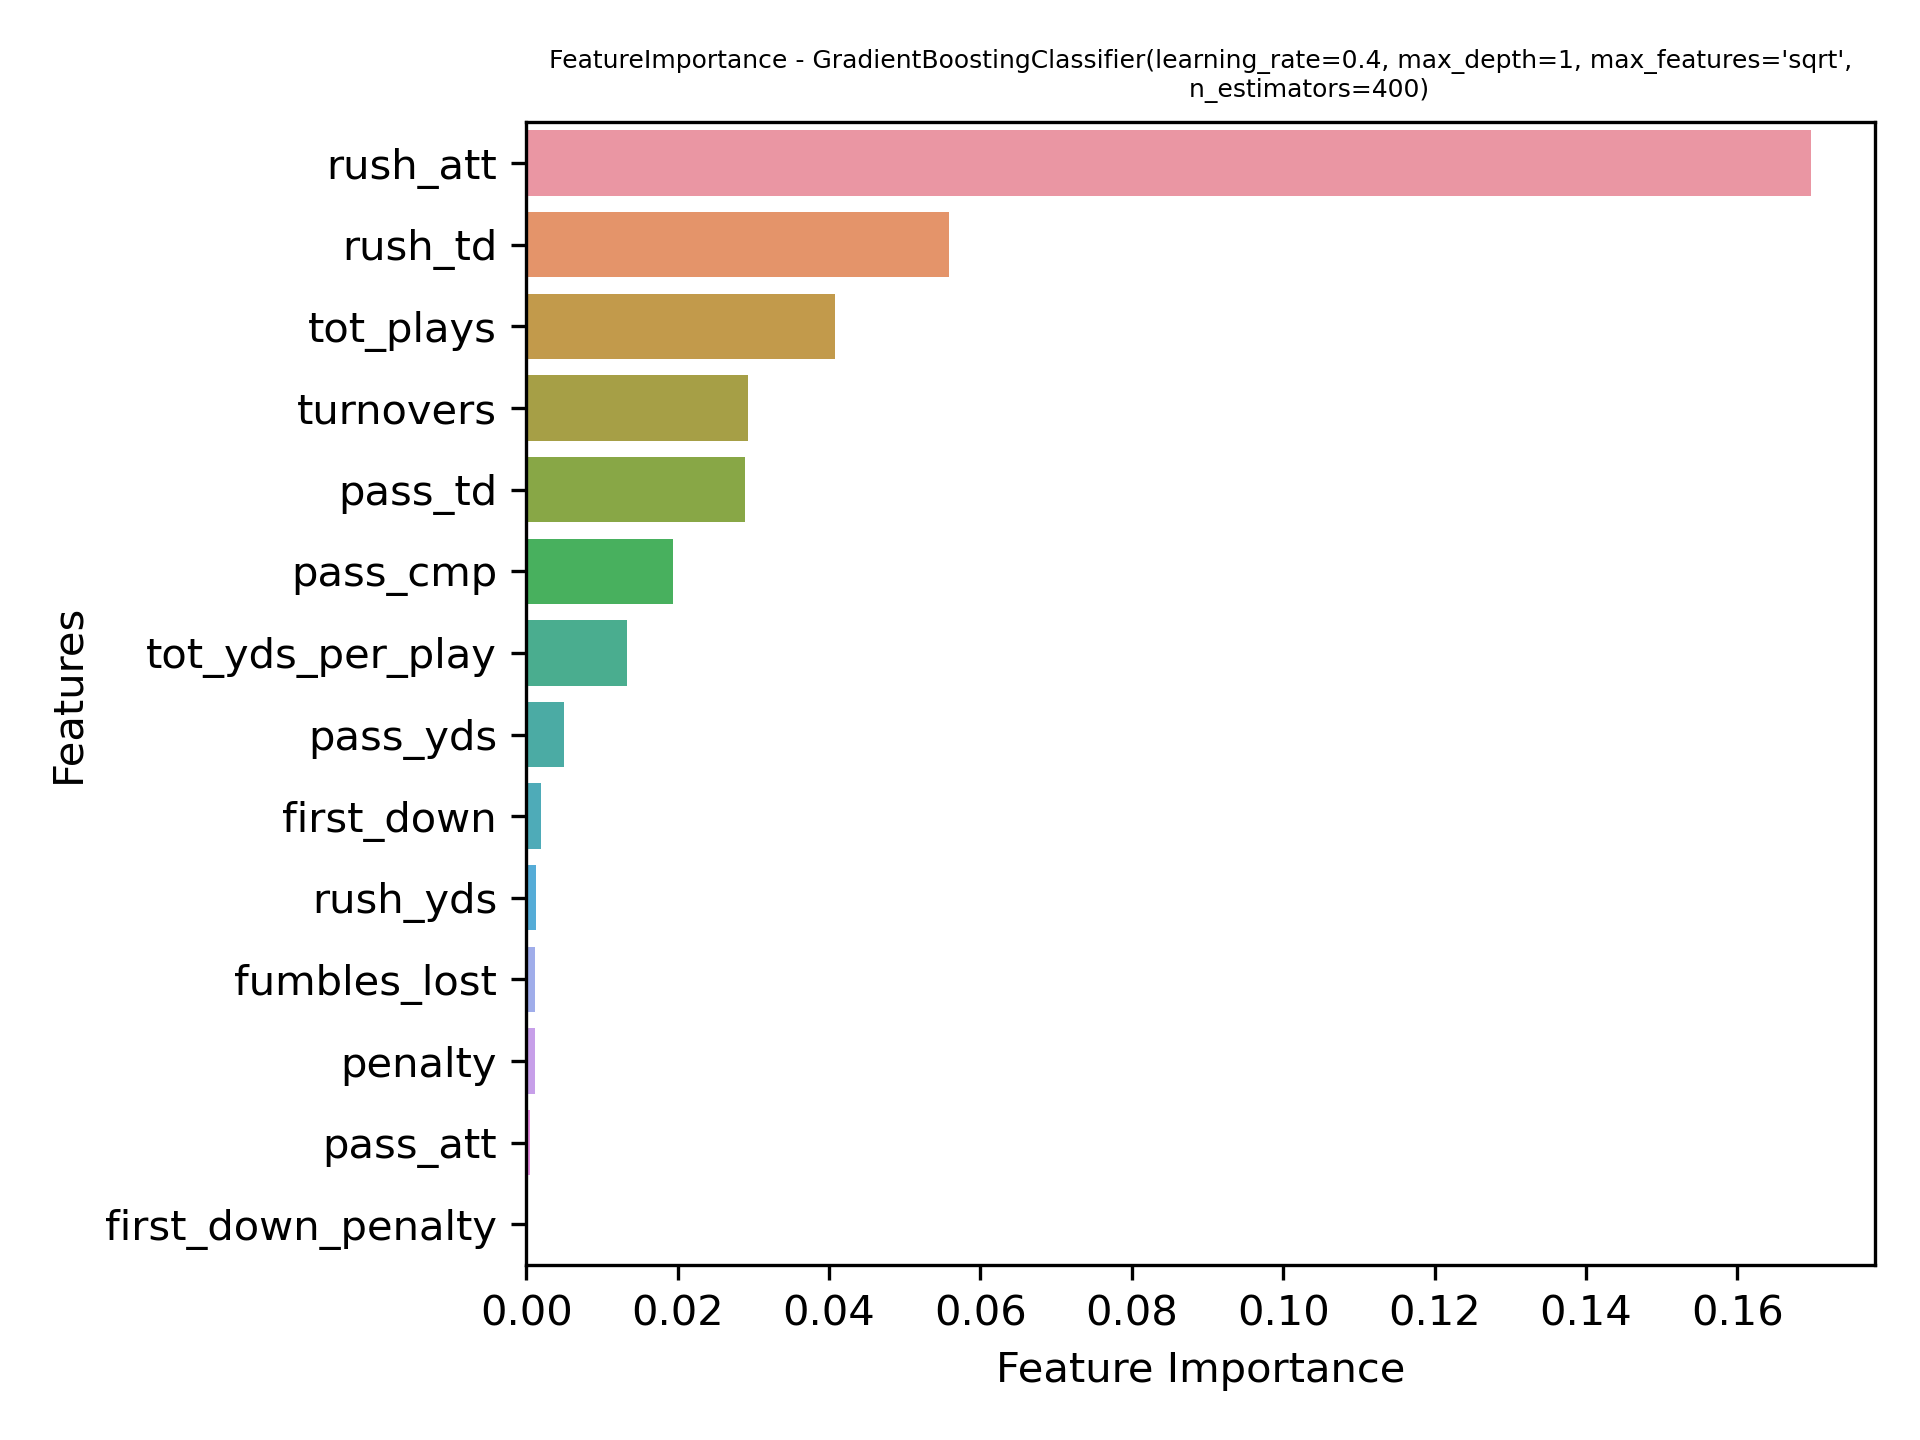 FeatureImportance - GradientBoostingClassifier(learning_rate=0.4, max_depth=1, max_features='sqrt',
n_estimators=400)
rush_att
rush_td
tot_plays
turnovers
pass_td
pass_cmp
tot_yds_per_play
pass_yds
first_down
rush_yds
fumbles_lost
penalty
pass_att
first_down_penalty
Features
0.00 0.02 0.04 0.06 0.08 0.10 0.12 0.14 0.16
Feature Importance